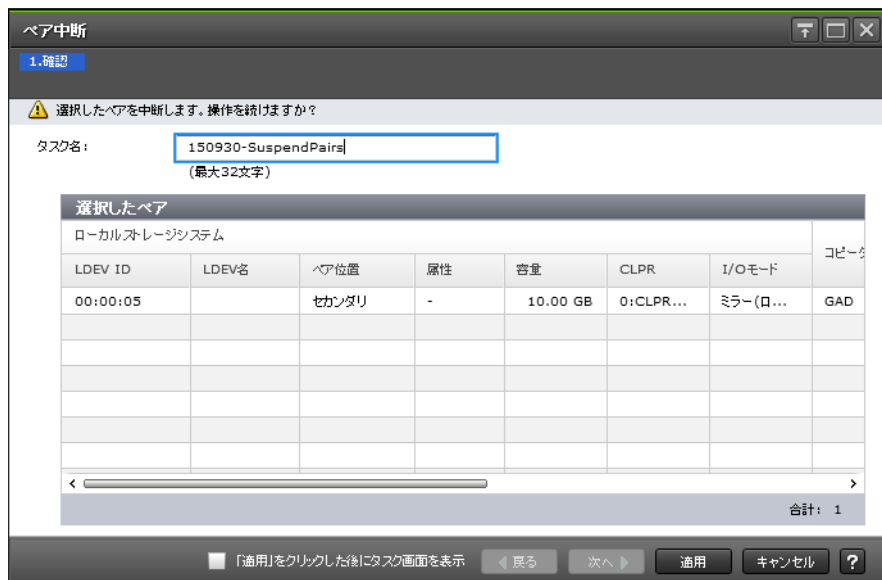 ペア中断
1.確認
選択したペアを中断します。操作を続けますか?
タスク名: 150930-SuspendPairs
(最大32文字)
選択したペア
ローカルストレージシステム
LDEV ID LDEV名 ペア位置 属性 容量 CLPR I/Oモード コピータ
00:00:05 セカンダリ - 10.00 GB 0:CLPR... ミラー(ロ... GAD
合計: 1
「適用」をクリックした後にタスク画面を表示 戻る 次へ 適用 キャンセル ?